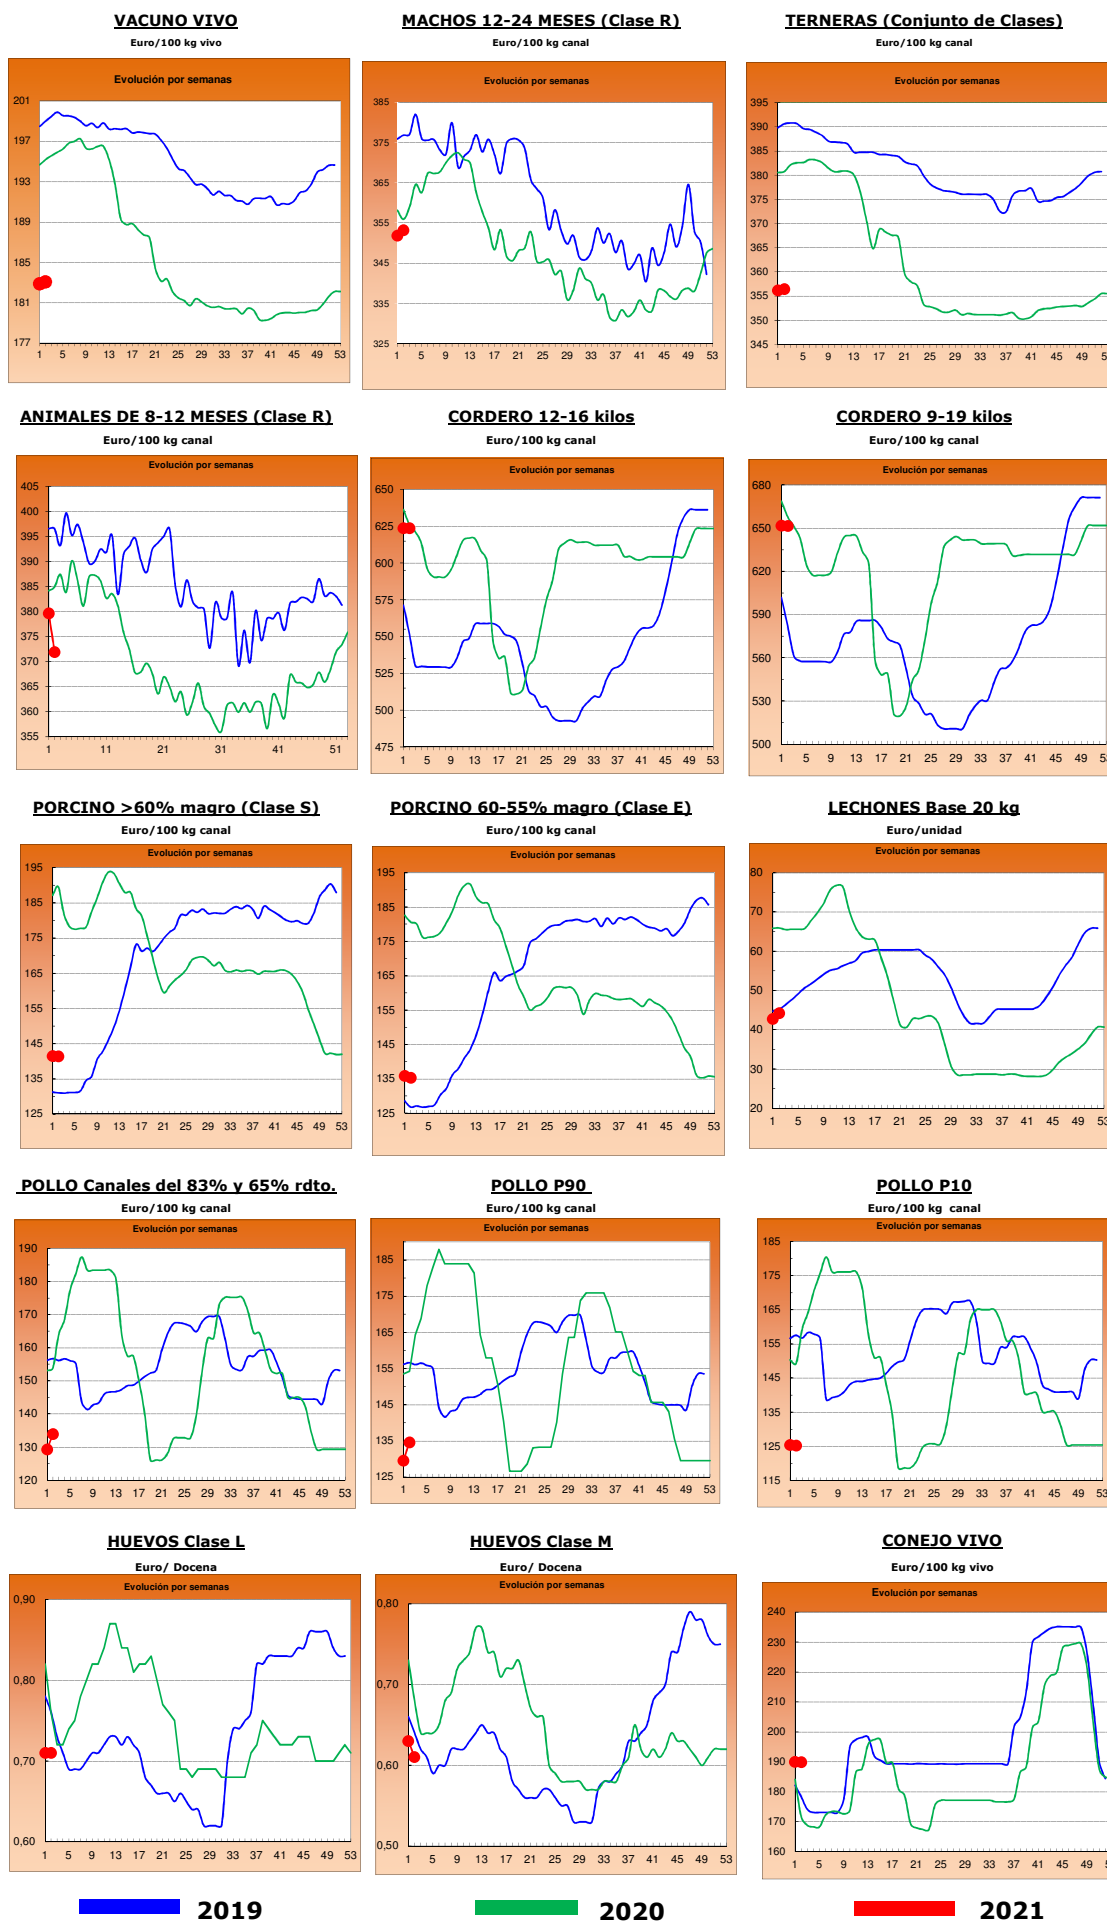 VACUNO VIVO
Euro/100 kg vivo
Evolución por semanas
201
197
193
189
185
181
177
1 5 9 13 17 21 25 29 33 37 41 45 49 53
MACHOS 12-24 MESES (Clase R)
Euro/100 kg canal
Evolución por semanas
385
375
365
355
345
335
325
1 5 9 13 17 21 25 29 33 37 41 45 49 53
TERNERAS (Conjunto de Clases)
Euro/100 kg canal
Evolución por semanas
395
390
385
380
375
370
365
360
355
350
345
1 5 9 13 17 21 25 29 33 37 41 45 49
ANIMALES DE 8-12 MESES (Clase R)
Euro/100 kg canal
Evolución por semanas
405
400
395
390
385
380
375
370
365
360
355
1 11 21 31 41 51
CORDERO 12-16 kilos
Euro/100 kg canal
Evolución por semanas
650
625
600
575
550
525
500
475
1 5 9 13 17 21 25 29 33 37 41 45 49 53
CORDERO 9-19 kilos
Euro/100 kg canal
Evolución por semanas
680
650
620
590
560
530
500
1 5 9 13 17 21 25 29 33 37 41 45 49
PORCINO >60% magro (Clase S)
Euro/100 kg canal
Evolución por semanas
195
185
175
165
155
145
135
125
1 5 9 13 17 21 25 29 33 37 41 45 49 53
PORCINO 60-55% magro (Clase E)
Euro/100 kg canal
Evolución por semanas
195
185
175
165
155
145
135
125
1 5 9 13 17 21 25 29 33 37 41 45 49 53
LECHONES Base 20 kg
Euro/unidad
Evolución por semanas
80
70
60
50
40
30
20
1 5 9 13 17 21 25 29 33 37 41 45 49
POLLO Canales del 83% y 65% rdto.
Euro/100 kg canal
Evolución por semanas
190
180
170
160
150
140
130
120
1 5 9 13 17 21 25 29 33 37 41 45 49 53
POLLO P90
Euro/100 kg canal
Evolución por semanas
185
175
165
155
145
135
125
1 5 9 13 17 21 25 29 33 37 41 45 49 53
POLLO P10
Euro/100 kg canal
Evolución por semanas
185
175
165
155
145
135
125
115
1 5 9 13 17 21 25 29 33 37 41 45 49
HUEVOS Clase L
Euro/ Docena
Evolución por semanas
0,90
0,80
0,70
0,60
1 5 9 13 17 21 25 29 33 37 41 45 49 53
HUEVOS Clase M
Euro/ Docena
Evolución por semanas
0,80
0,70
0,60
0,50
1 5 9 13 17 21 25 29 33 37 41 45 49 53
CONEJO VIVO
Euro/100 kg vivo
Evolución por semanas
240
230
220
210
200
190
180
170
160
1 5 9 13 17 21 25 29 33 37 41 45 49
2019
2020
2021